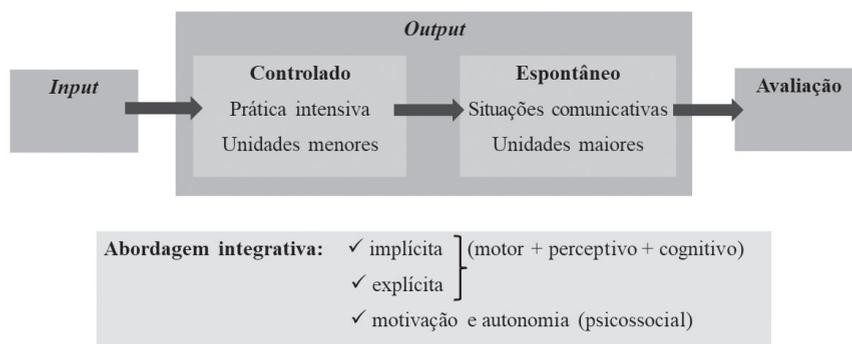 Output
Input
Controlado
Prática intensiva
Unidades menores
Espontâneo
Situações comunicativas
Unidades maiores
Avaliação
Abordagem integrativa: ✓ implícita (motor + perceptivo + cognitivo)
✓ explícita
✓ motivação e autonomia (psicossocial)